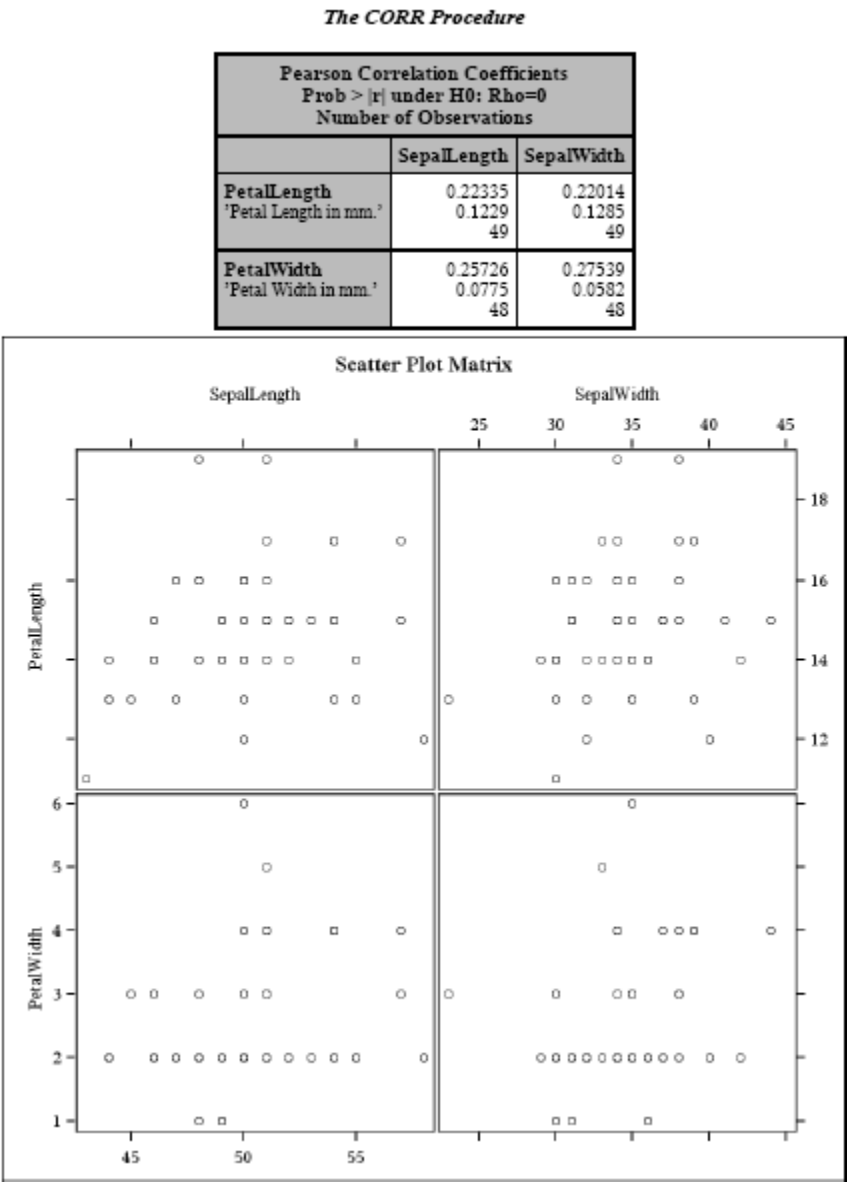 The CORR Procedure
Pearson Correlation Coefficients
Prob > |r| under H0: Rho=0
Number of Observations
SepalLength SepalWidth
PetalLength 0.22335 0.22014
'Petal Length in mm.' 0.1229 0.1285
49 49
PetalWidth 0.25726 0.27539
'Petal Width in mm.' 0.0775 0.0582
48 48
Scatter Plot Matrix
SepalLength SepalWidth
25 30 35 40 45
PetalLength
18
16
14
12
PetalWidth
6
5
4
3
2
1
45 50 55